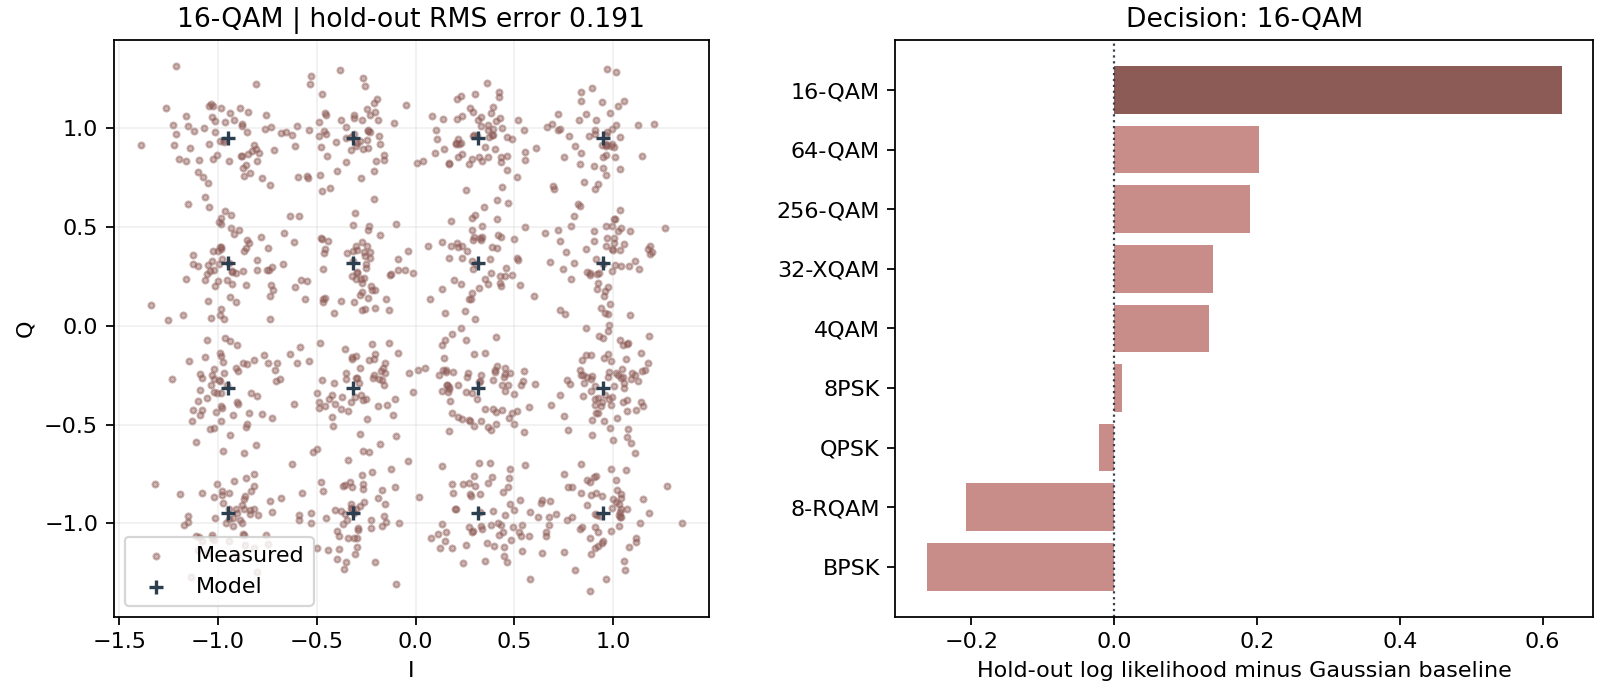 16-QAM | hold-out RMS error 0.191
1.0
0.5
0.0
−0.5
−1.0
Q
Measured
Model
−1.5
−1.0
−0.5
0.0
0.5
1.0
I
Decision: 16-QAM
16-QAM
64-QAM
256-QAM
32-XQAM
4QAM
8PSK
QPSK
8-RQAM
BPSK
−0.2
0.0
0.2
0.4
0.6
Hold-out log likelihood minus Gaussian baseline